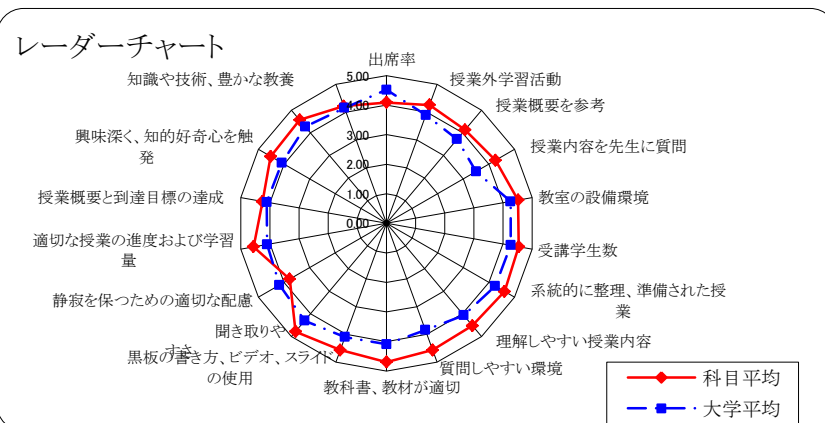 レーダーチャート
出席率
授業外学習活動
授業概要を参考
授業内容を先生に質問
教室の設備環境
受講学生数
系統的に整理、準備された授
業
理解しやすい授業内容
質問しやすい環境
教科書、教材が適切
黒板の書き方、ビデオ、スライド
の使用
聞き取りや
すさ
静寂を保つための適切な配慮
適切な授業の進度および学習
量
授業概要と到達目標の達成
興味深く、知的好奇心を触
発
知識や技術、豊かな教養
5.00
4.00
3.00
2.00
1.00
0.00
科目平均
大学平均